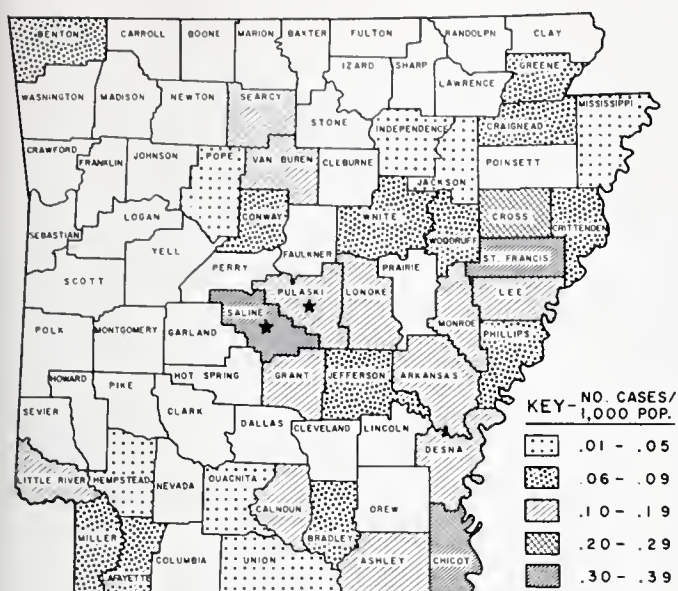 BENTON CARROLL BOONE MARION BAXTER FULTON RANDOLPH CLAY
IZARD SHARP GREENE
LAWRENCE
WASHINGTON MADISON NEWTON SEARCY MISSISSIPPI
STONE INDEPENDENCE CRAIGHEAD
CRAWFORD FRANKLIN JOHNSON POPE VAN BUREN CLEBURNE POINSETT
JACKSON
LOGAN CONWAY WHITE CROSS
SEBASTIAN WOODRUFF CRITTENDEN
YELL FAULKNER ST. FRANCIS
SCOTT PERRY PRAIRIE
PULASKI LONOKE LEE
SALINE
POLK MONTGOMERY GARLAND MONROE
PHILLIPS
HOWARD PIKE HOT SPRING GRANT JEFFERSON ARKANSAS
SEVIER CLARK
DALLAS CLEVELAND LINCOLN
DESHA
LITTLE RIVER HEMPSTEAD NEVADA OUACHITA
CALHOUN DREW
MILLER BRADLEY
LAFAYETTE COLUMBIA UNION ASHLEY CHICOT
KEY - NO. CASES/
1,000 POP.
.01 - .05
.06 - .09
.10 - .19
.20 - .29
.30 - .39